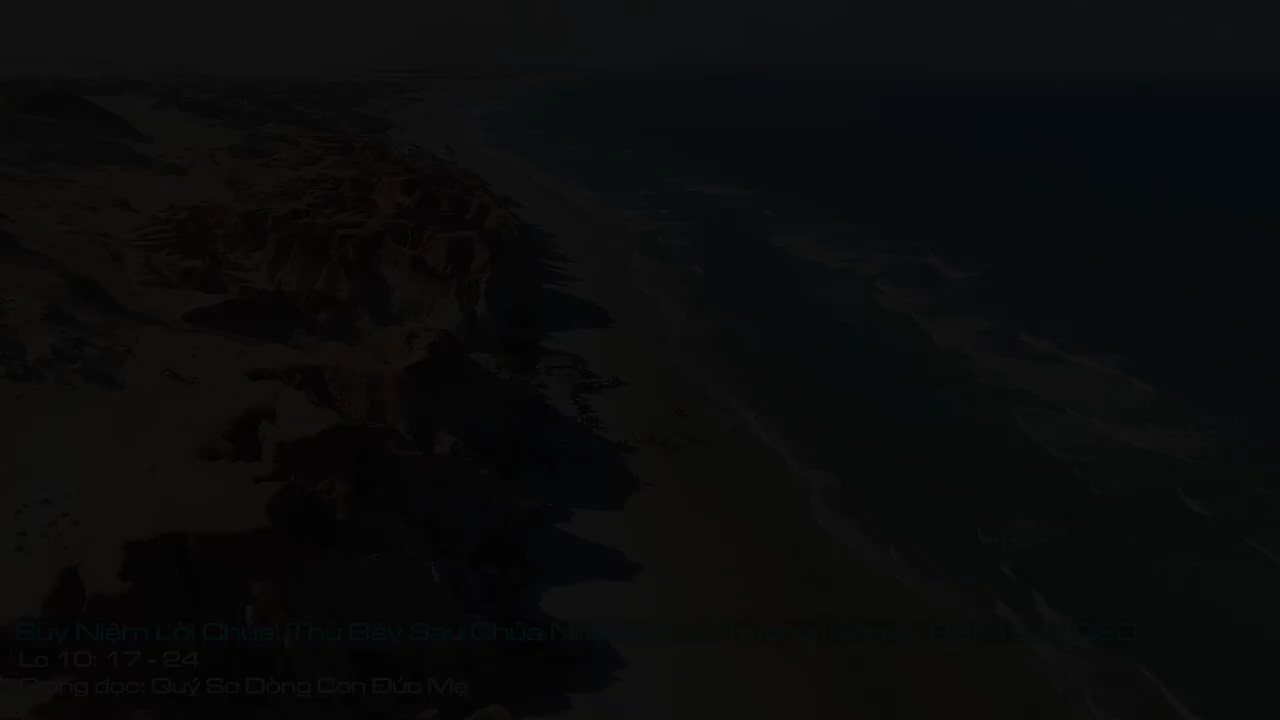 Suy Niệm Lời Chúa: Thứ Bảy Sau Chúa
Lc 10: 17 - 24
Giọng đọc: Quý Sơ Dòng Con Đức Mẹ